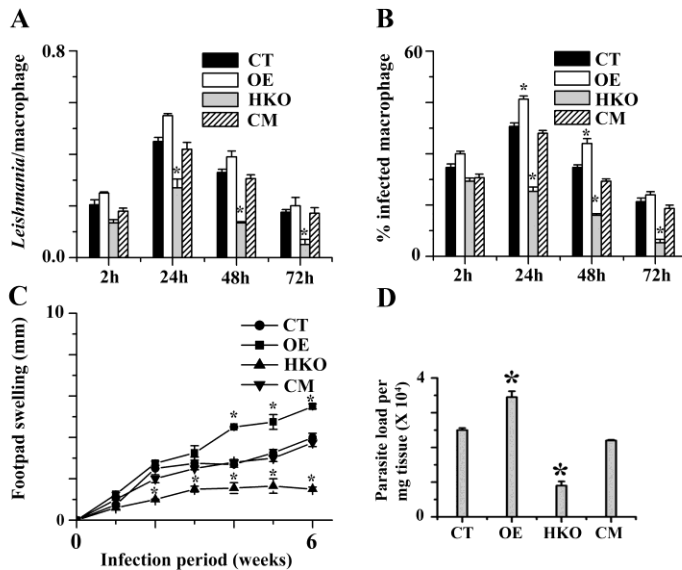 A
Leishmania/macrophage
0.8
0.0
CT
OE
HKO
CM
*
*
*
2h
24h
48h
72h
B
% infected macrophage
60
0
CT
OE
HKO
CM
*
*
*
*
*
2h
24h
48h
72h
C
Footpad swelling (mm)
10
0
CT
OE
HKO
CM
*
*
*
*
*
*
*
*
0
6
Infection period (weeks)
D
Parasite load per
mg tissue (X 10⁴)
4
2
0
*
*
CT
OE
HKO
CM